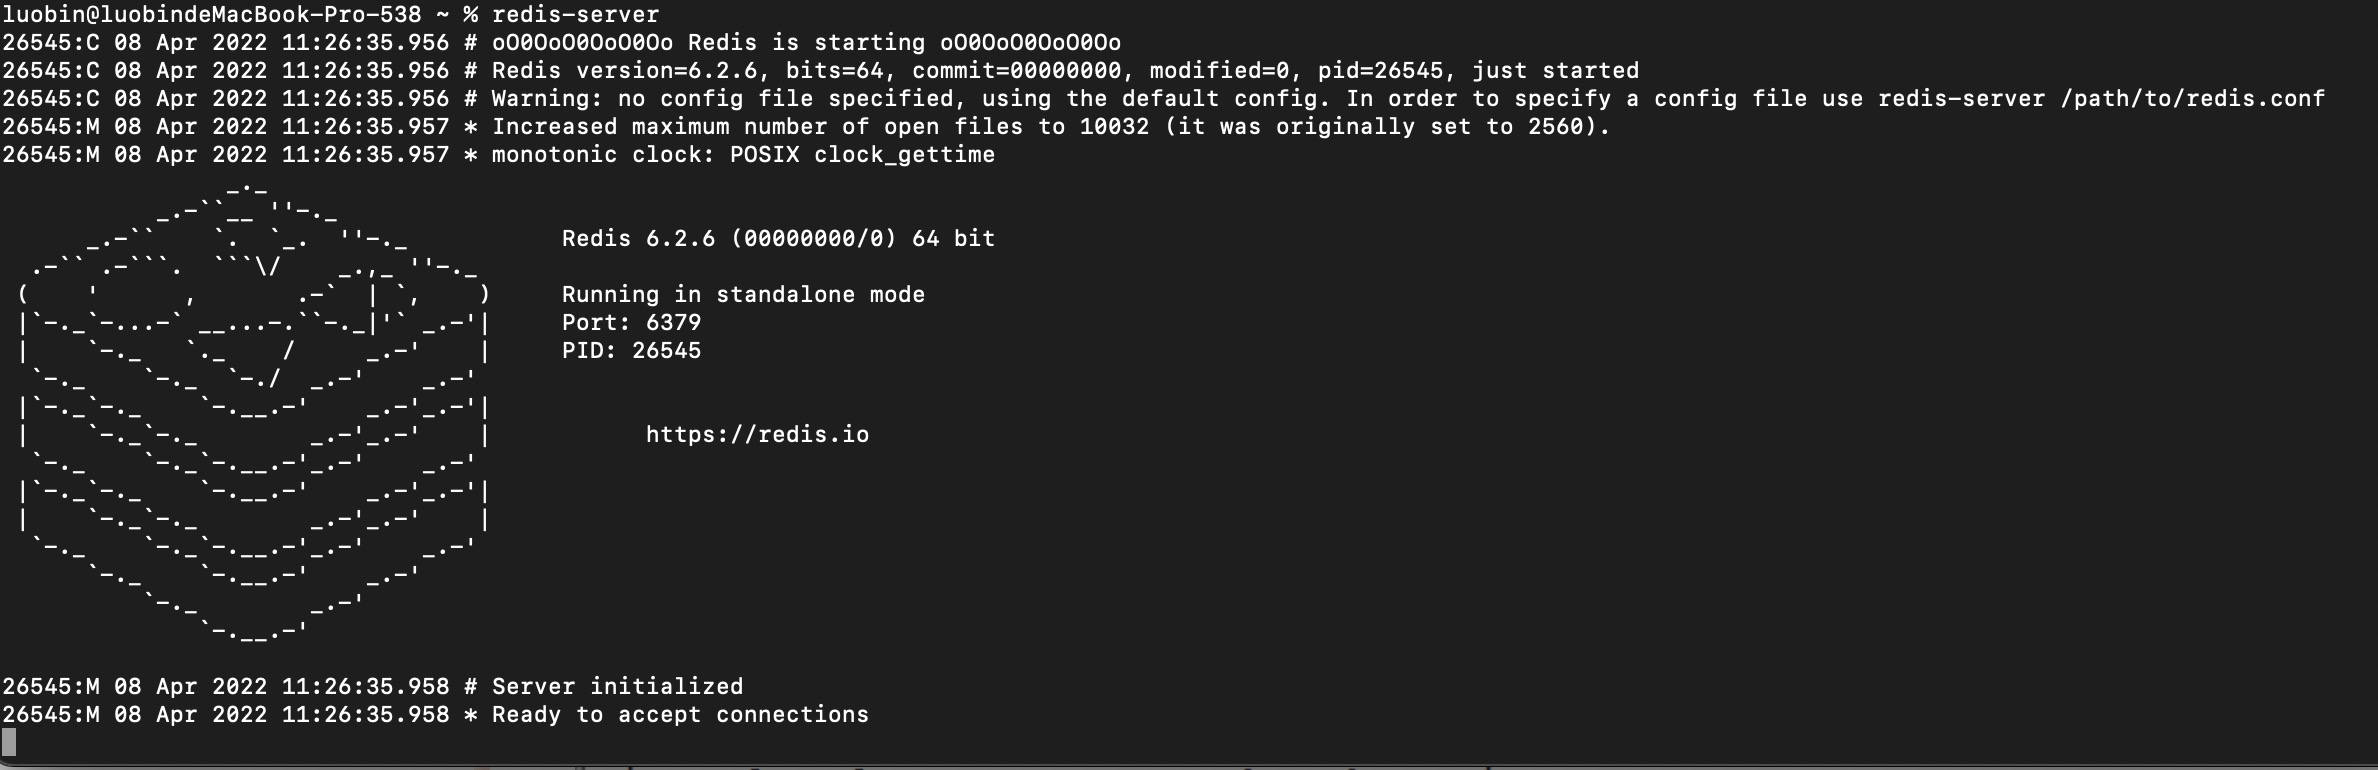 luobin@luobindeMacBook-Pro-538 ~ % redis-server
26545:C 08 Apr 2022 11:26:35.956 # oO0OoO0OoO0Oo Redis is starting oO0OoO0OoO0Oo
26545:C 08 Apr 2022 11:26:35.956 # Redis version=6.2.6, bits=64, commit=00000000, modified=0, pid=26545, just started
26545:C 08 Apr 2022 11:26:35.956 # Warning: no config file specified, using the default config. In order to specify a config file use redis-server /path/to/redis.conf
26545:M 08 Apr 2022 11:26:35.957 * Increased maximum number of open files to 10032 (it was originally set to 2560).
26545:M 08 Apr 2022 11:26:35.957 * monotonic clock: POSIX clock_gettime
Redis 6.2.6 (00000000/0) 64 bit
Running in standalone mode
Port: 6379
PID: 26545
https://redis.io
26545:M 08 Apr 2022 11:26:35.958 # Server initialized
26545:M 08 Apr 2022 11:26:35.958 * Ready to accept connections